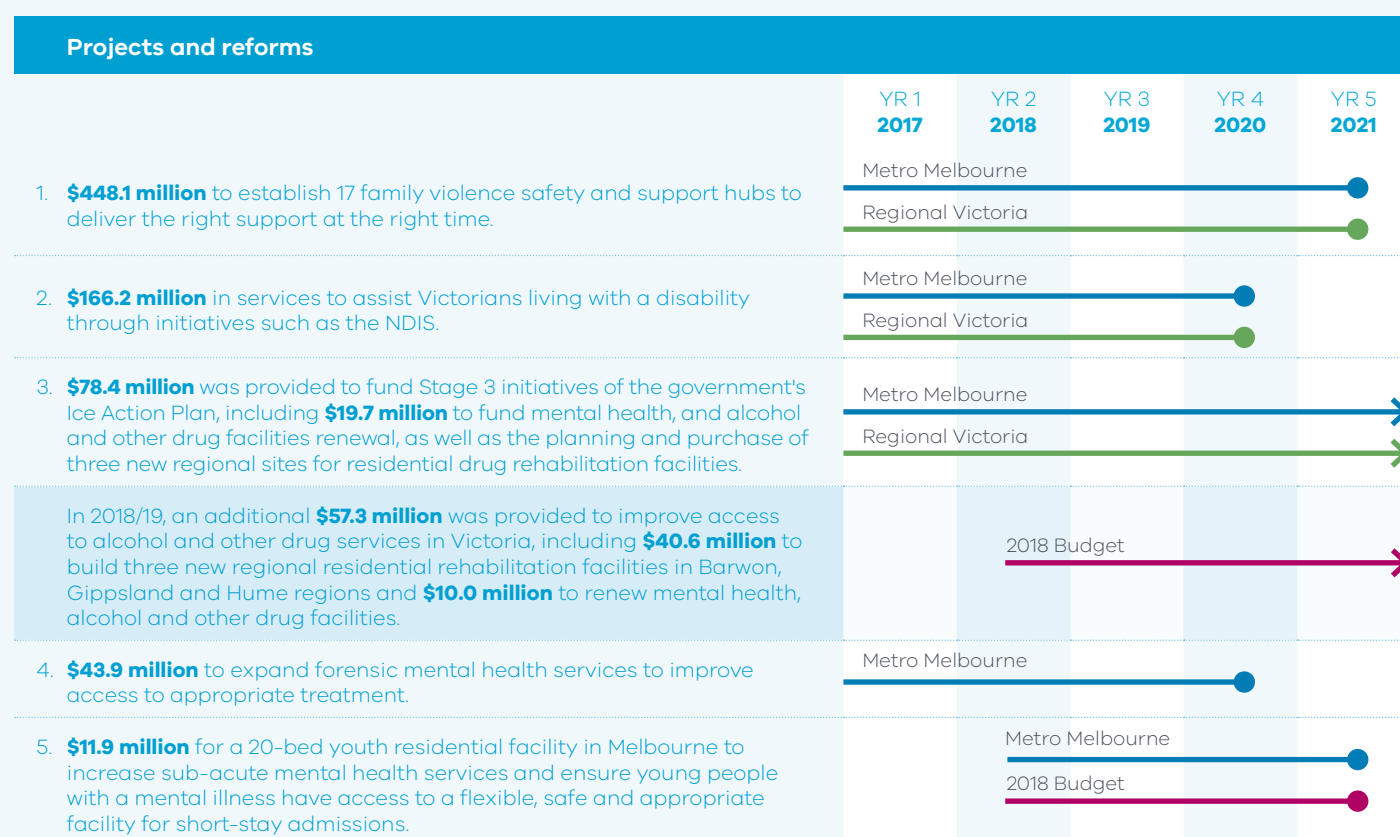 Projects and reforms
YR 1 YR 2 YR 3 YR 4 YR 5
2017 2018 2019 2020 2021
1. $448.1 million to establish 17 family violence safety and support hubs to
deliver the right support at the right time.
Metro Melbourne
Regional Victoria
2. $166.2 million in services to assist Victorians living with a disability
through initiatives such as the NDIS.
Metro Melbourne
Regional Victoria
3. $78.4 million was provided to fund Stage 3 initiatives of the government's
Ice Action Plan, including $19.7 million to fund mental health, and alcohol
and other drug facilities renewal, as well as the planning and purchase of
three new regional sites for residential drug rehabilitation facilities.
Metro Melbourne
Regional Victoria
In 2018/19, an additional $57.3 million was provided to improve access
to alcohol and other drug services in Victoria, including $40.6 million to
build three new regional residential rehabilitation facilities in Barwon,
Gippsland and Hume regions and $10.0 million to renew mental health,
alcohol and other drug facilities.
2018 Budget
4. $43.9 million to expand forensic mental health services to improve
access to appropriate treatment.
Metro Melbourne
5. $11.9 million for a 20-bed youth residential facility in Melbourne to
increase sub-acute mental health services and ensure young people
with a mental illness have access to a flexible, safe and appropriate
facility for short-stay admissions.
Metro Melbourne
2018 Budget